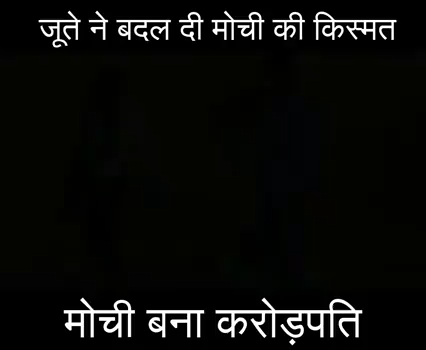 जूते ने बदल दी मोची की किस्मत
मोची बना करोड़पति